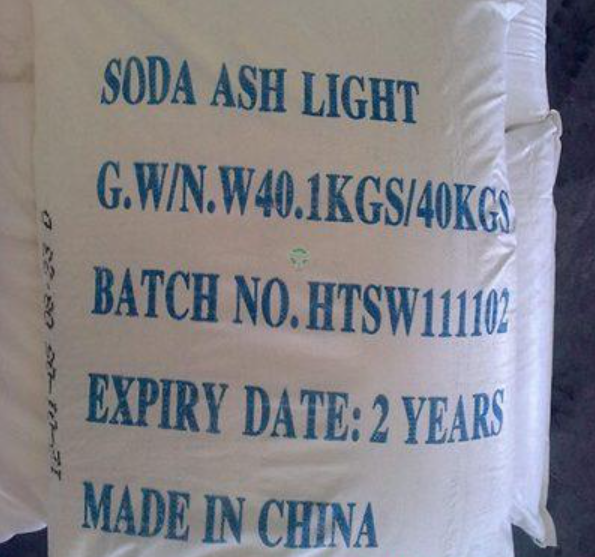 SODA ASH LIGHT
G.W/N.W40.1KGS/40KGS
BATCH NO.HTSW111102
EXPIRY DATE: 2 YEARS
MADE IN CHINA